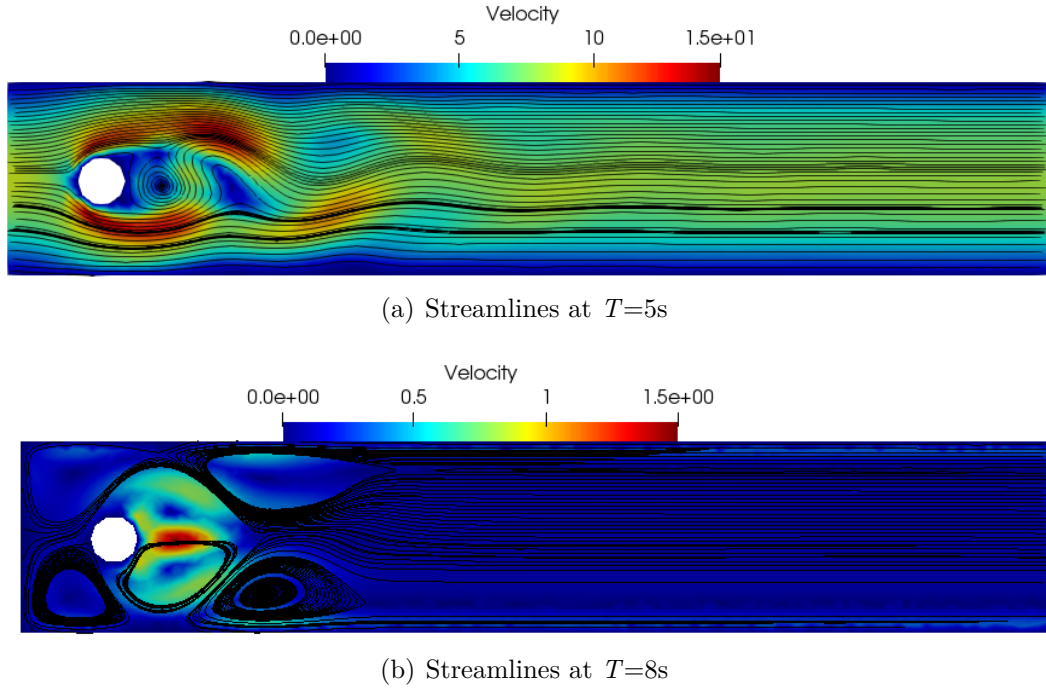 Velocity
0.0e+00 5 10 1.5e+01
(a) Streamlines at T=5s
Velocity
0.0e+00 0.5 1 1.5e+00
(b) Streamlines at T=8s